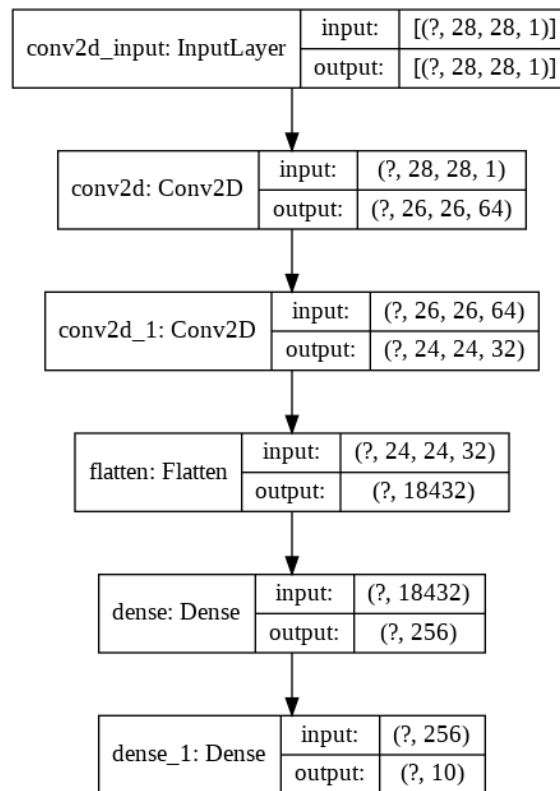 conv2d_input: InputLayer
input: [(?, 28, 28, 1)]
output: [(?, 28, 28, 1)]
conv2d: Conv2D
input: (?, 28, 28, 1)
output: (?, 26, 26, 64)
conv2d_1: Conv2D
input: (?, 26, 26, 64)
output: (?, 24, 24, 32)
flatten: Flatten
input: (?, 24, 24, 32)
output: (?, 18432)
dense: Dense
input: (?, 18432)
output: (?, 256)
dense_1: Dense
input: (?, 256)
output: (?, 10)